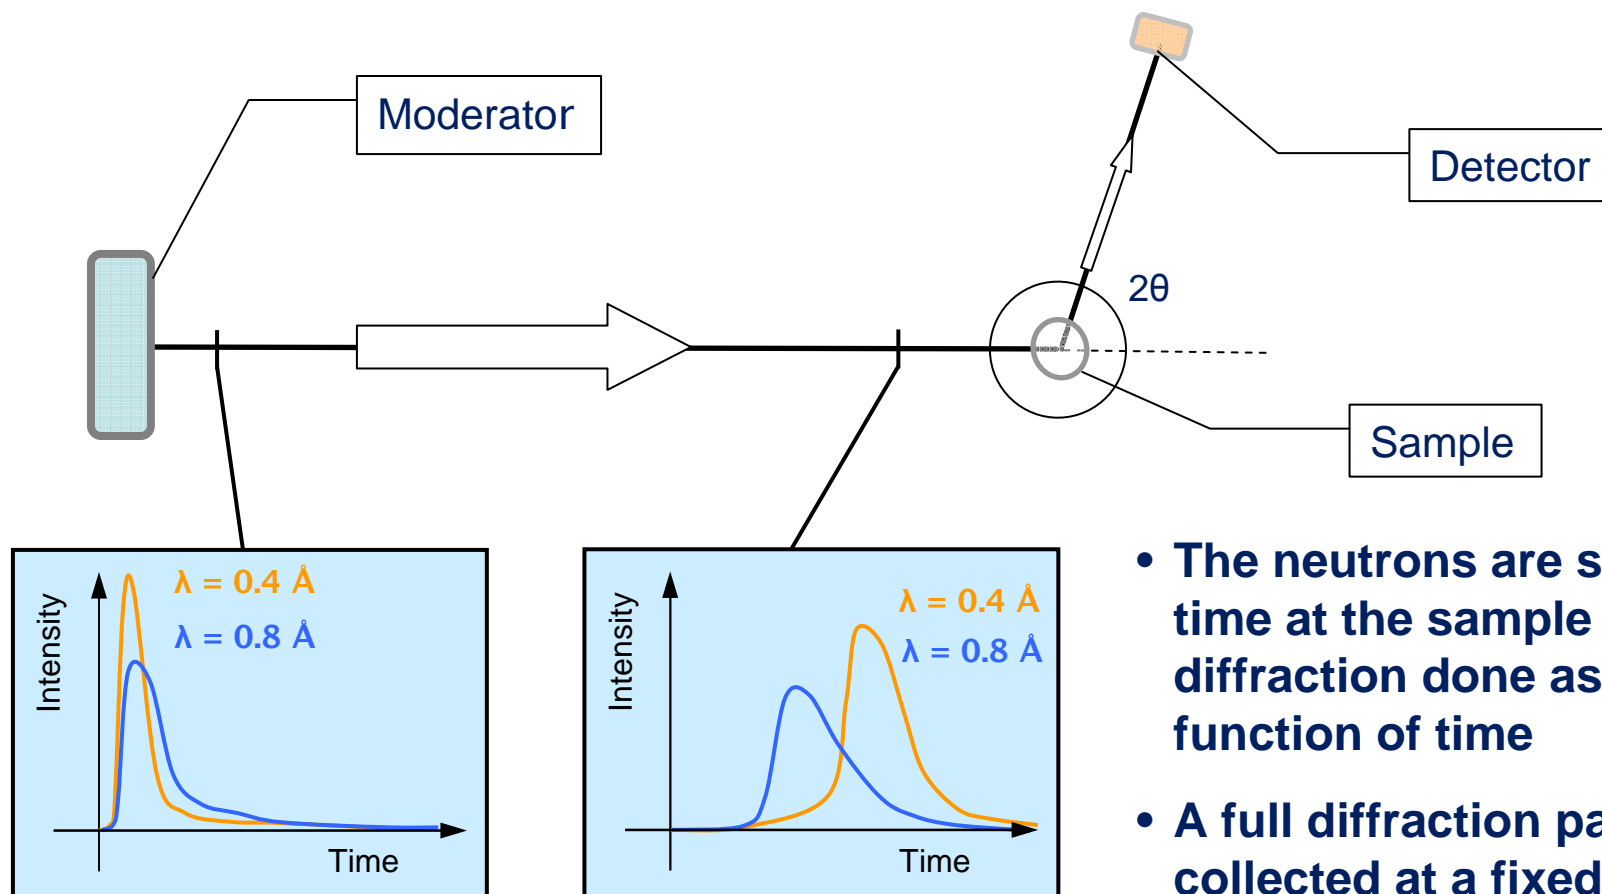 Moderator
Detector
2θ
Sample
λ = 0.4 Å
λ = 0.8 Å
Intensity
Time
λ = 0.4 Å
λ = 0.8 Å
Intensity
Time
• The neutrons are s
time at the sample
diffraction done as
function of time
• A full diffraction pa
collected at a fixed